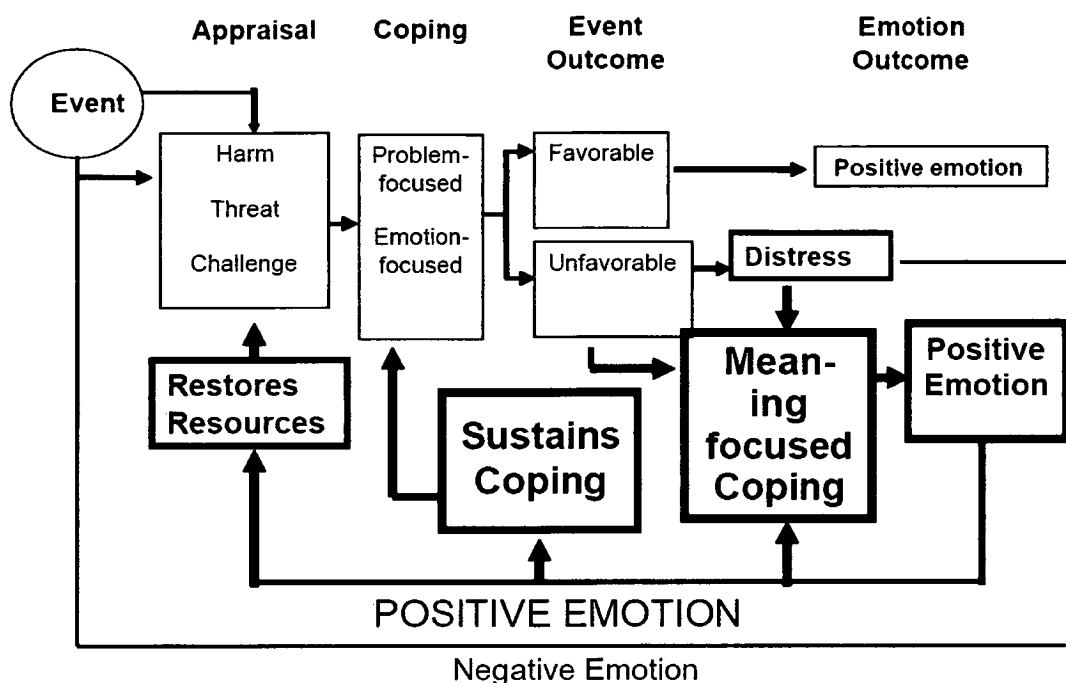 Appraisal
Coping
Event
Outcome
Emotion
Outcome
Event
Harm
Threat
Challenge
Problem-
focused
Emotion-
focused
Favorable
Unfavorable
Positive emotion
Distress
Restores
Resources
Sustains
Coping
Mean-
ing
focused
Coping
Positive
Emotion
POSITIVE EMOTION
Negative Emotion